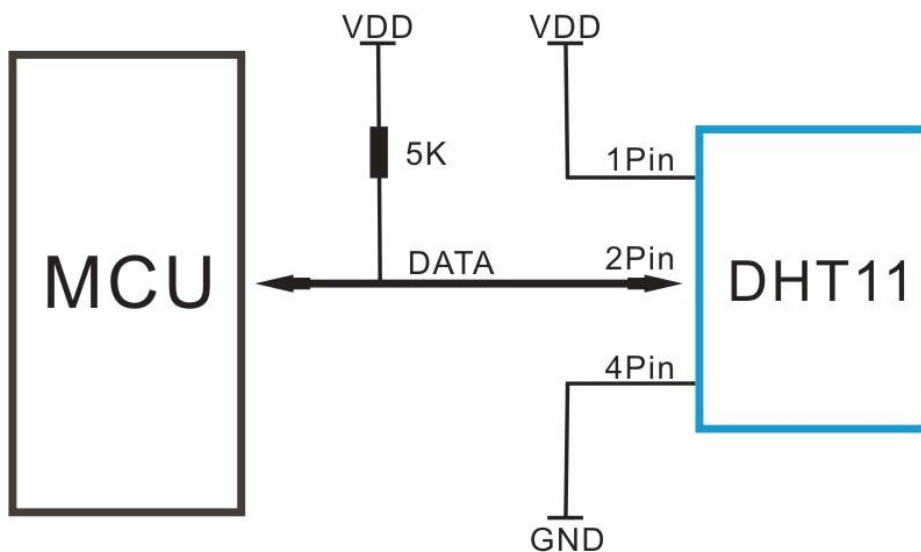 VDD
VDD
5K
1Pin
MCU
DATA
2Pin
DHT11
4Pin
GND